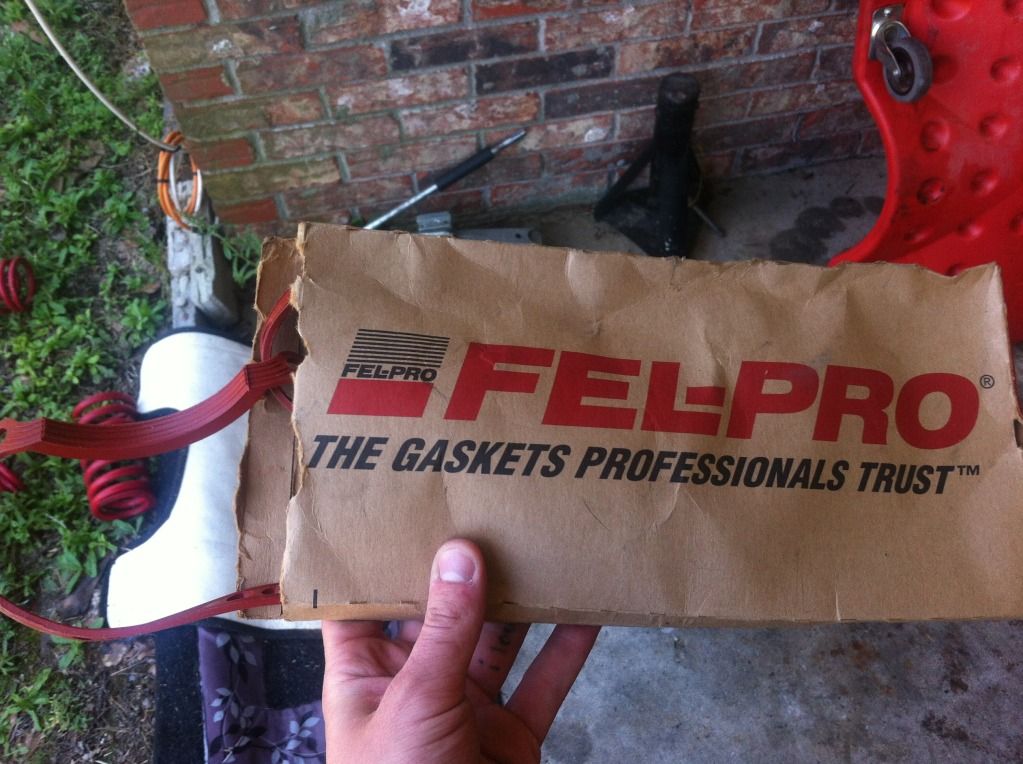 FEL-PRO
FEL-PRO®
THE GASKETS PROFESSIONALS TRUST™